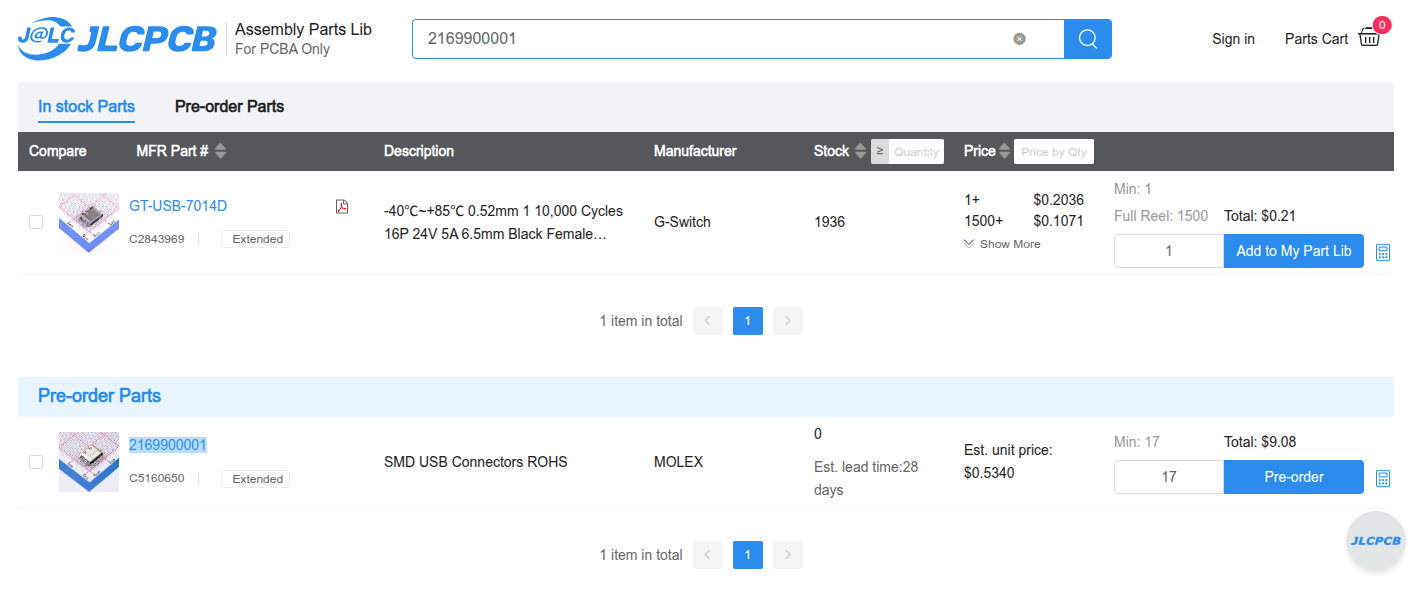 J@LC JLCPCB
Assembly Parts Lib
For PCBA Only
2169900001
Sign in
Parts Cart
0
In stock Parts
Pre-order Parts
Compare
MFR Part #
Description
Manufacturer
Stock
≥ Quantity
Price
Price by Qty
GT-USB-7014D
C2843969
Extended
-40℃~+85℃ 0.52mm 1 10,000 Cycles
16P 24V 5A 6.5mm Black Female…
G-Switch
1936
1+ $0.2036
1500+ $0.1071
Show More
Min: 1
Full Reel: 1500 Total: $0.21
1
Add to My Part Lib
1 item in total
1
Pre-order Parts
2169900001
C5160650
Extended
SMD USB Connectors ROHS
MOLEX
0
Est. lead time:28
days
Est. unit price:
$0.5340
Min: 17
Total: $9.08
17
Pre-order
JLCPCB
1 item in total
1